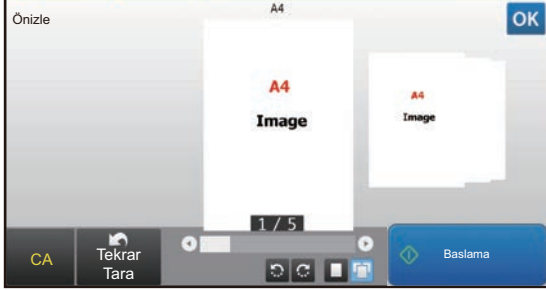 A4
Önizle
OK
A4
Image
A4
Image
1 / 5
CA
Tekrar
Tara
Baslama